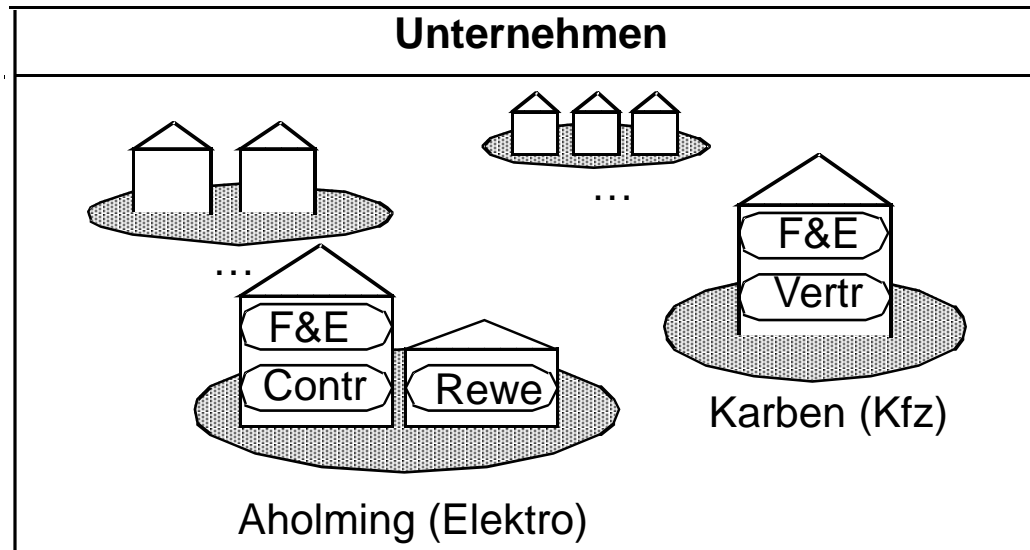 Unternehmen
…
…
F&E
Vertr
F&E
Contr
Rewe
Karben (Kfz)
Aholming (Elektro)